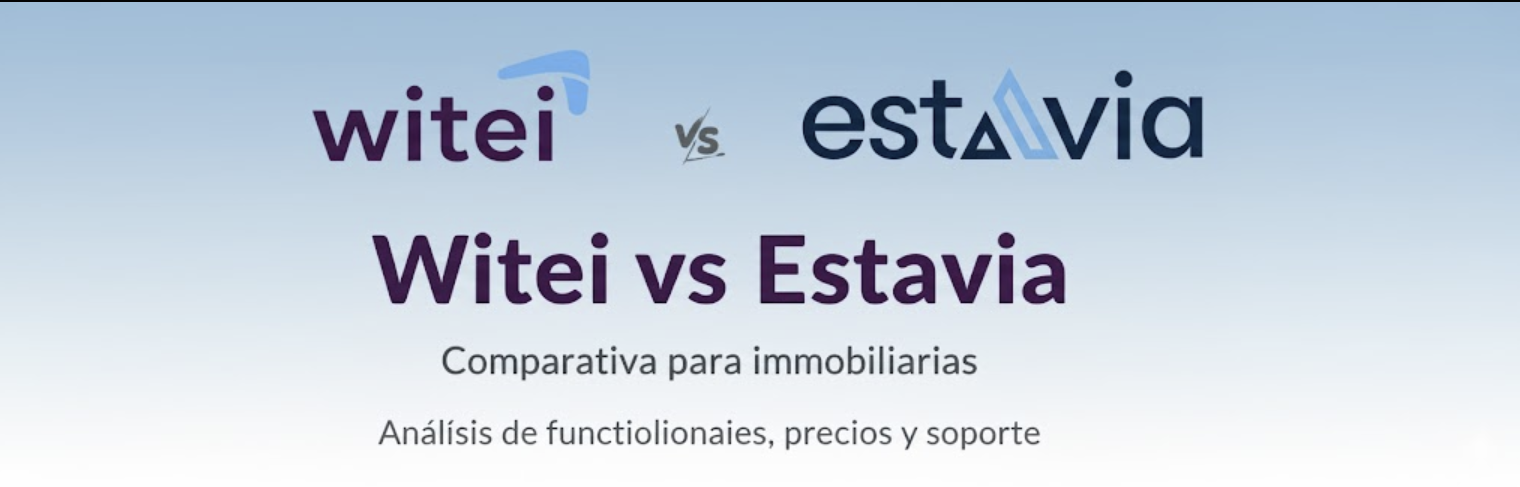 witei vs estavia
Witei vs Estavia
Comparativa para immobiliarias
Análísis de functiolionaies, precios y soporte